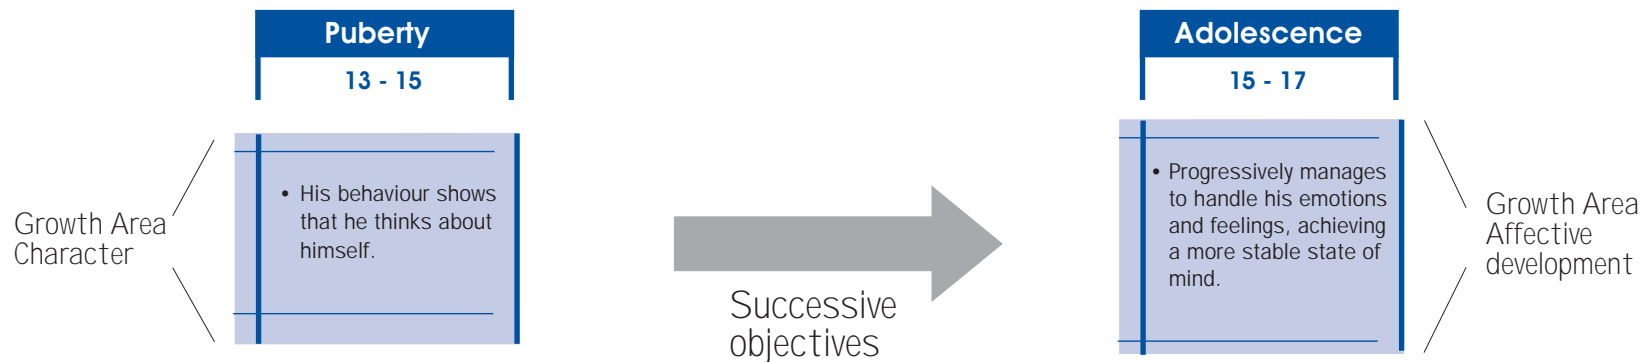 Puberty
13 - 15
Growth Area
Character
• His behaviour shows
that he thinks about
himself.
Successive
objectives
Adolescence
15 - 17
• Progressively manages
to handle his emotions
and feelings, achieving
a more stable state of
mind.
Growth Area
Affective
development